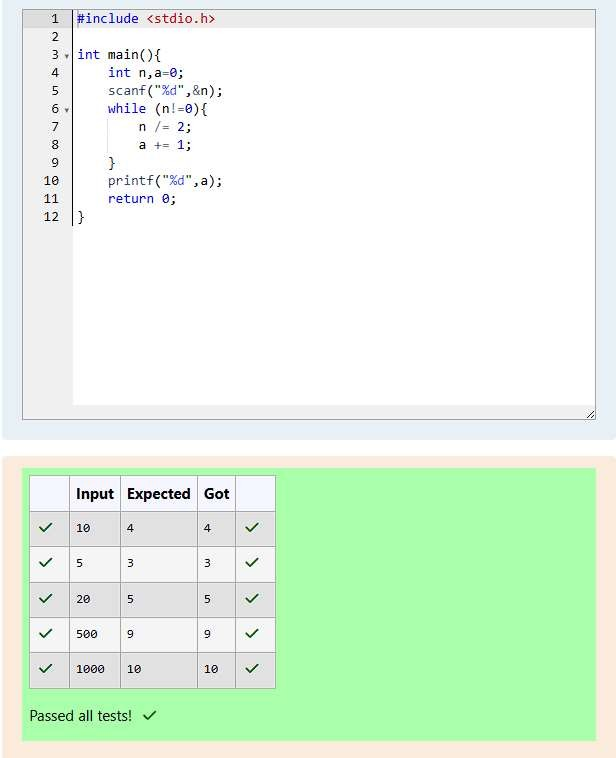 1 #include <stdio.h>
2
3 int main(){
4     int n,a=0;
5     scanf("%d",&n);
6     while (n!=0){
7         n /= 2;
8         a += 1;
9     }
10     printf("%d",a);
11     return 0;
12 }
Input Expected Got
10 4 4
5 3 3
20 5 5
500 9 9
1000 10 10
Passed all tests!